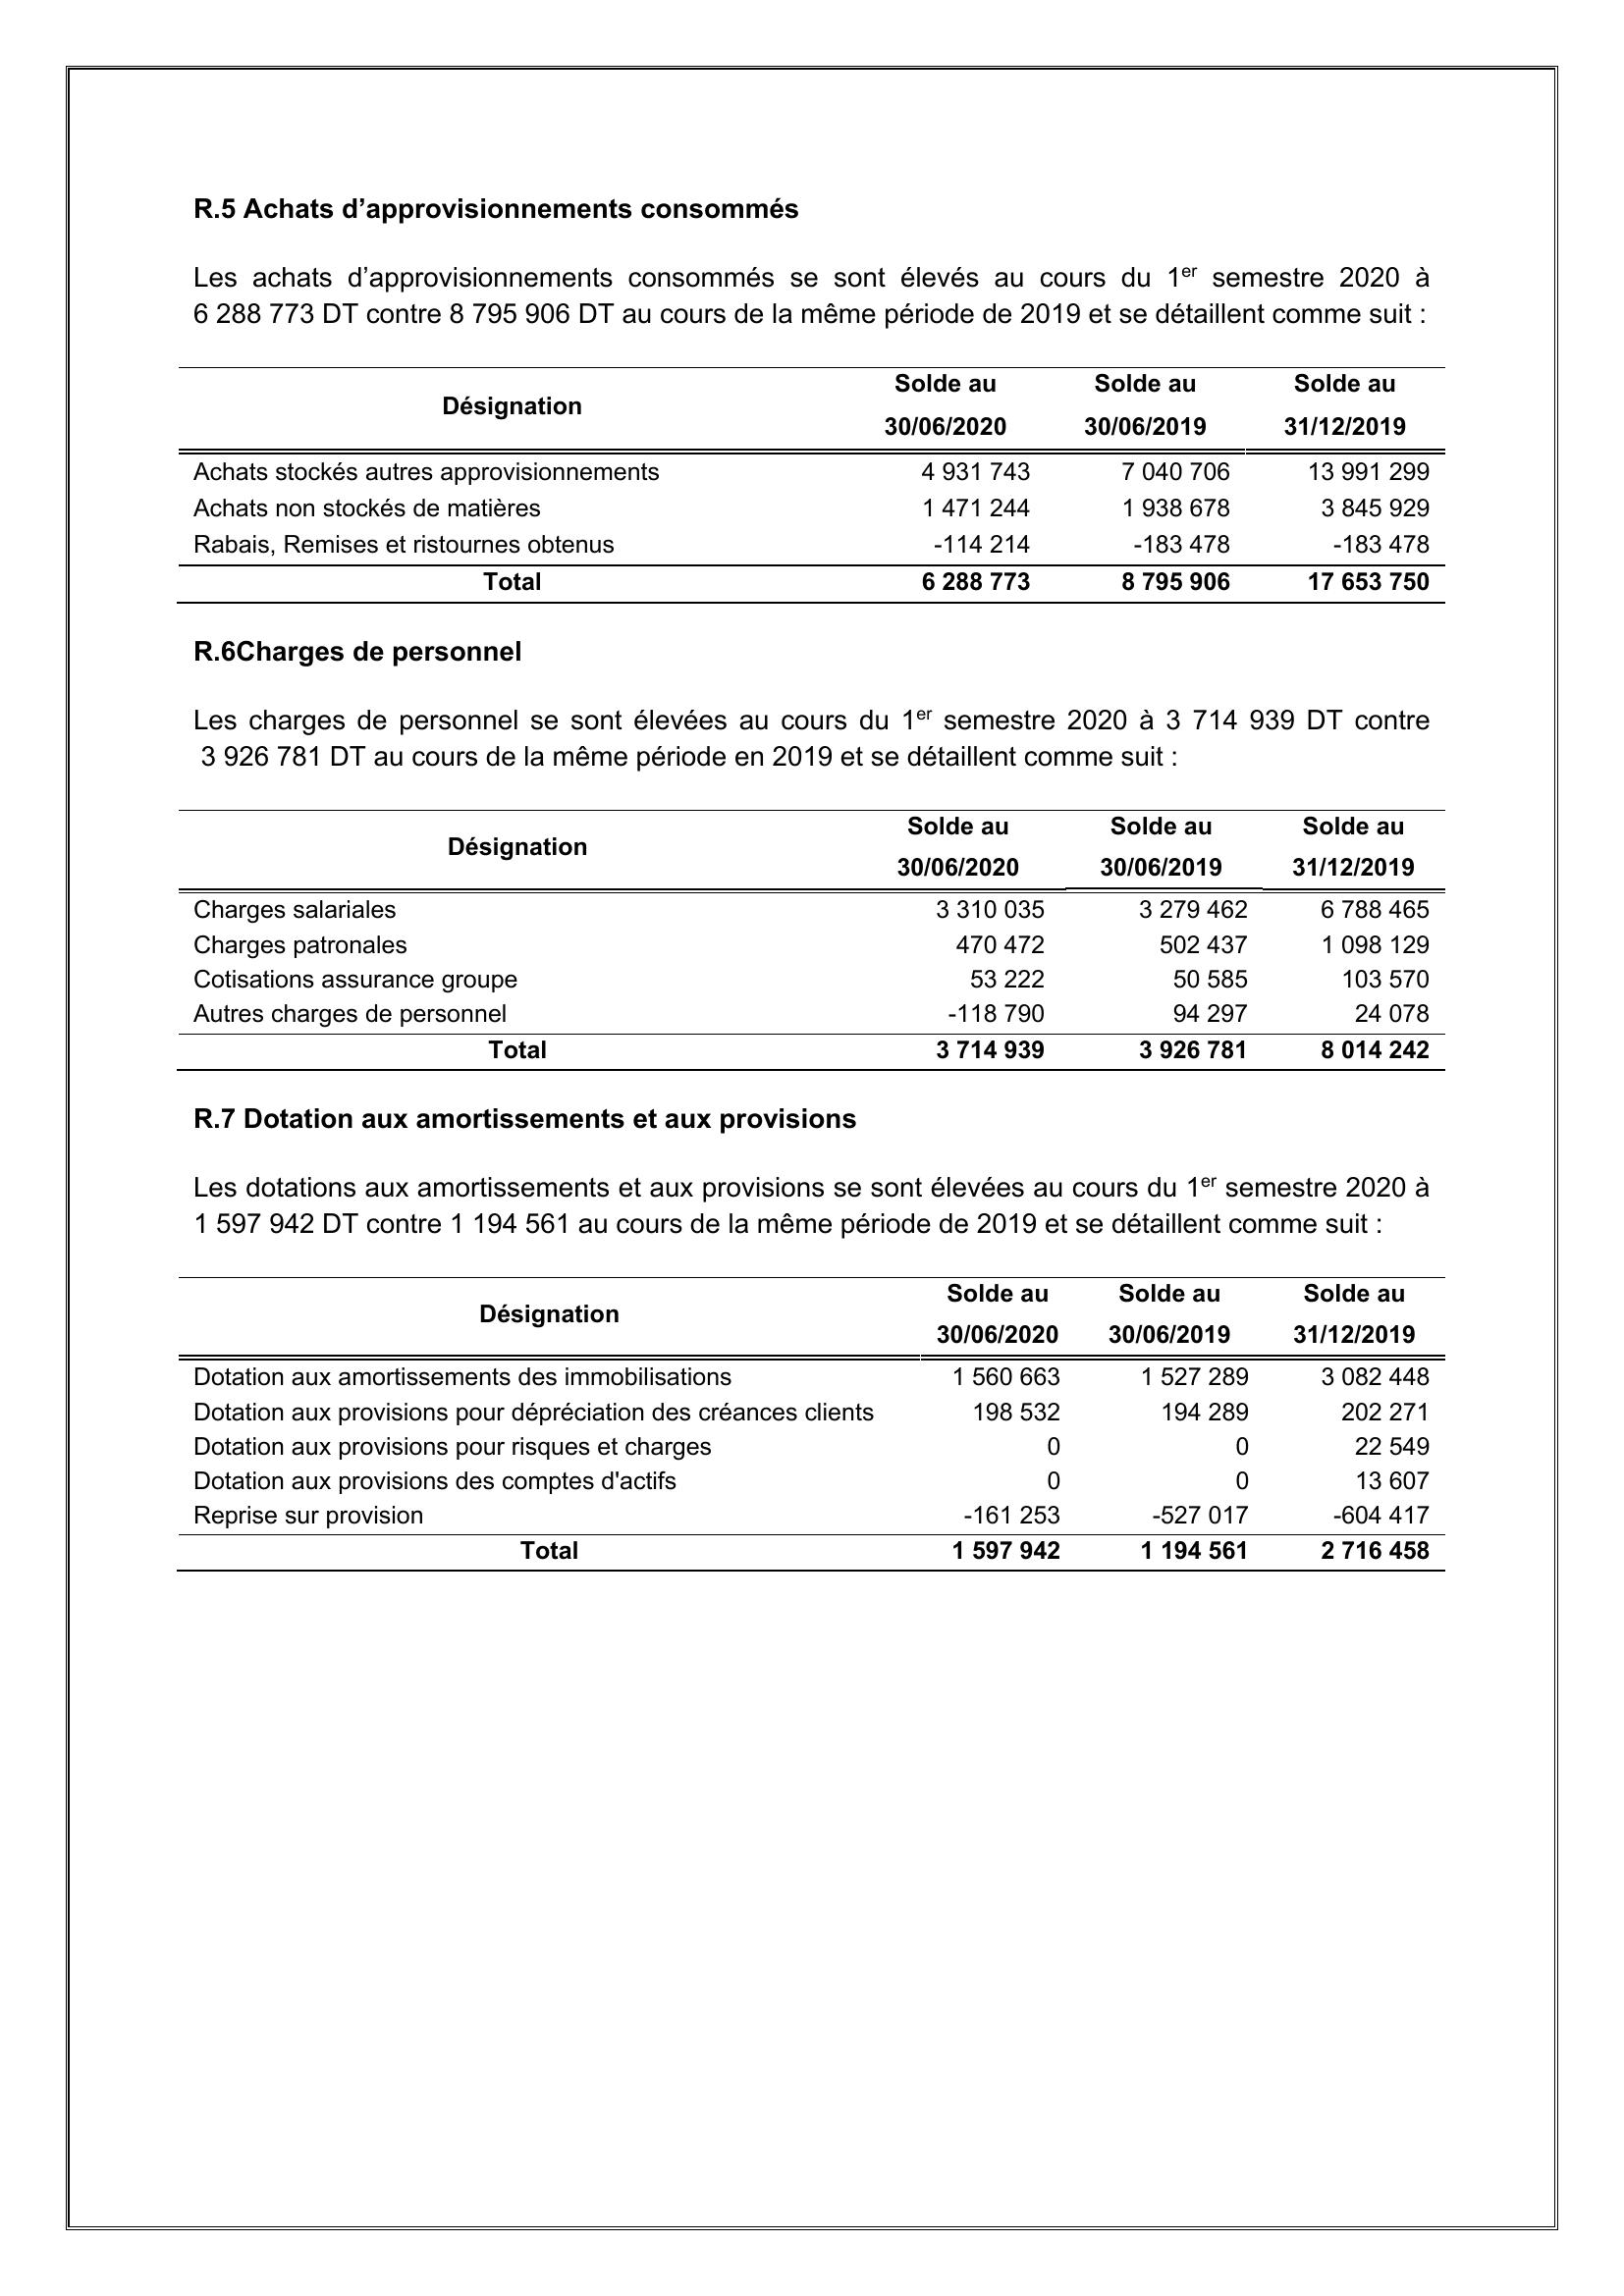 R.5 Achats d’approvisionnements consommés
Les achats d’approvisionnements consommés se sont élevés au cours du 1er semestre 2020 à
6 288 773 DT contre 8 795 906 DT au cours de la même période de 2019 et se détaillent comme suit :
Désignation Solde au 30/06/2020 Solde au 30/06/2019 Solde au 31/12/2019
Achats stockés autres approvisionnements 4 931 743 7 040 706 13 991 299
Achats non stockés de matières 1 471 244 1 938 678 3 845 929
Rabais, Remises et ristournes obtenus -114 214 -183 478 -183 478
Total 6 288 773 8 795 906 17 653 750
R.6Charges de personnel
Les charges de personnel se sont élevées au cours du 1er semestre 2020 à 3 714 939 DT contre
3 926 781 DT au cours de la même période en 2019 et se détaillent comme suit :
Désignation Solde au 30/06/2020 Solde au 30/06/2019 Solde au 31/12/2019
Charges salariales 3 310 035 3 279 462 6 788 465
Charges patronales 470 472 502 437 1 098 129
Cotisations assurance groupe 53 222 50 585 103 570
Autres charges de personnel -118 790 94 297 24 078
Total 3 714 939 3 926 781 8 014 242
R.7 Dotation aux amortissements et aux provisions
Les dotations aux amortissements et aux provisions se sont élevées au cours du 1er semestre 2020 à
1 597 942 DT contre 1 194 561 au cours de la même période de 2019 et se détaillent comme suit :
Désignation Solde au 30/06/2020 Solde au 30/06/2019 Solde au 31/12/2019
Dotation aux amortissements des immobilisations 1 560 663 1 527 289 3 082 448
Dotation aux provisions pour dépréciation des créances clients 198 532 194 289 202 271
Dotation aux provisions pour risques et charges 0 0 22 549
Dotation aux provisions des comptes d'actifs 0 0 13 607
Reprise sur provision -161 253 -527 017 -604 417
Total 1 597 942 1 194 561 2 716 458